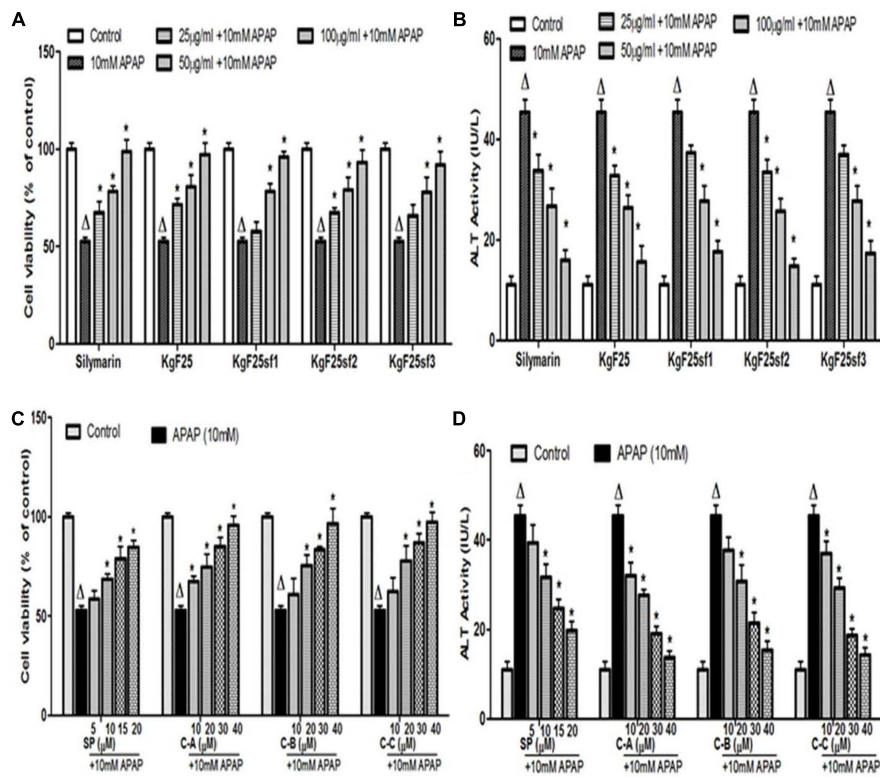 A
Control
25µg/ml +10mM APAP
100µg/ml +10mM APAP
10mM APAP
50µg/ml +10mM APAP
Cell viability (% of control)
150
100
50
0
Δ
*
*
*
Δ
*
*
*
Δ
*
*
Δ
*
*
*
Δ
*
*
Silymarin
KgF25
KgF25sf1
KgF25sf2
KgF25sf3
B
Control
25µg/ml +10mM APAP
100µg/ml +10mM APAP
10mM APAP
50µg/ml +10mM APAP
ALT Activity (IU/L)
60
40
20
0
Δ
*
*
*
Δ
*
*
*
Δ
*
*
Δ
*
*
*
Δ
*
*
Silymarin
KgF25
KgF25sf1
KgF25sf2
KgF25sf3
C
Control
APAP (10mM)
Cell viability (% of control)
150
100
50
0
Δ
*
*
*
Δ
*
*
*
*
Δ
*
*
*
Δ
*
*
*
5 10 15 20
10 20 30 40
10 20 30 40
10 20 30 40
SP (µM)
C-A (µM)
C-B (µM)
C-C (µM)
+10mM APAP
+10mM APAP
+10mM APAP
+10mM APAP
D
Control
APAP (10mM)
ALT Activity (IU/L)
60
40
20
0
Δ
*
*
*
Δ
*
*
*
*
Δ
*
*
*
Δ
*
*
*
*
5 10 15 20
10 20 30 40
10 20 30 40
10 20 30 40
SP (µM)
C-A (µM)
C-B (µM)
C-C (µM)
+10mM APAP
+10mM APAP
+10mM APAP
+10mM APAP